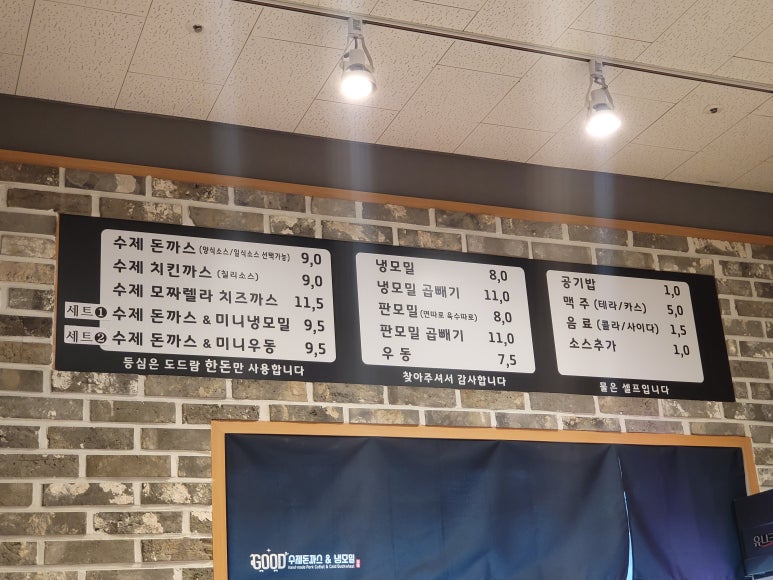 수제 돈까스 (양식소스/일식소스 선택가능) 9,0
수제 치킨까스 (칠리소스) 9,0
수제 모짜렐라 치즈까스 11,5
세트❶ 수제 돈까스 & 미니냉모밀 9,5
세트❷ 수제 돈까스 & 미니우동 9,5
등심은 도드람 한돈만 사용합니다
냉모밀 8,0
냉모밀 곱빼기 11,0
판모밀 (면따로 육수따로) 8,0
판모밀 곱빼기 11,0
우동 7,5
찾아주셔서 감사합니다
공기밥 1,0
맥주 (테라/카스) 5,0
음료 (콜라/사이다) 1,5
소스추가 1,0
물은 셀프입니다
GOOD 수제돈까스 & 냉모밀
Hand-made Pork Cutlet & Cold Buckwheat